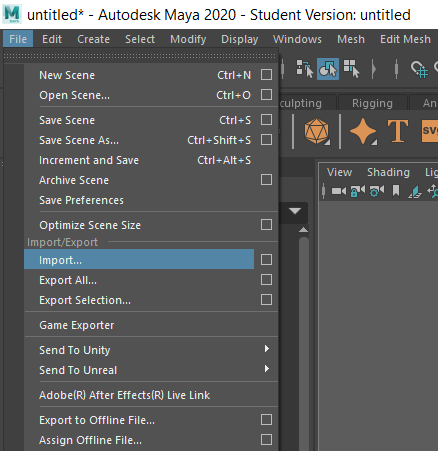 untitled* - Autodesk Maya 2020 - Student Version: untitled
File Edit Create Select Modify Display Windows Mesh Edit Mesh
New Scene Ctrl+N
Open Scene... Ctrl+O
Save Scene Ctrl+S
Save Scene As... Ctrl+Shift+S
Increment and Save Ctrl+Alt+S
Archive Scene
Save Preferences
Optimize Scene Size
Import/Export
Import...
Export All...
Export Selection...
Game Exporter
Send To Unity
Send To Unreal
Adobe(R) After Effects(R) Live Link
Export to Offline File...
Assign Offline File...
culpting Rigging An
T SVG
View Shading Lig